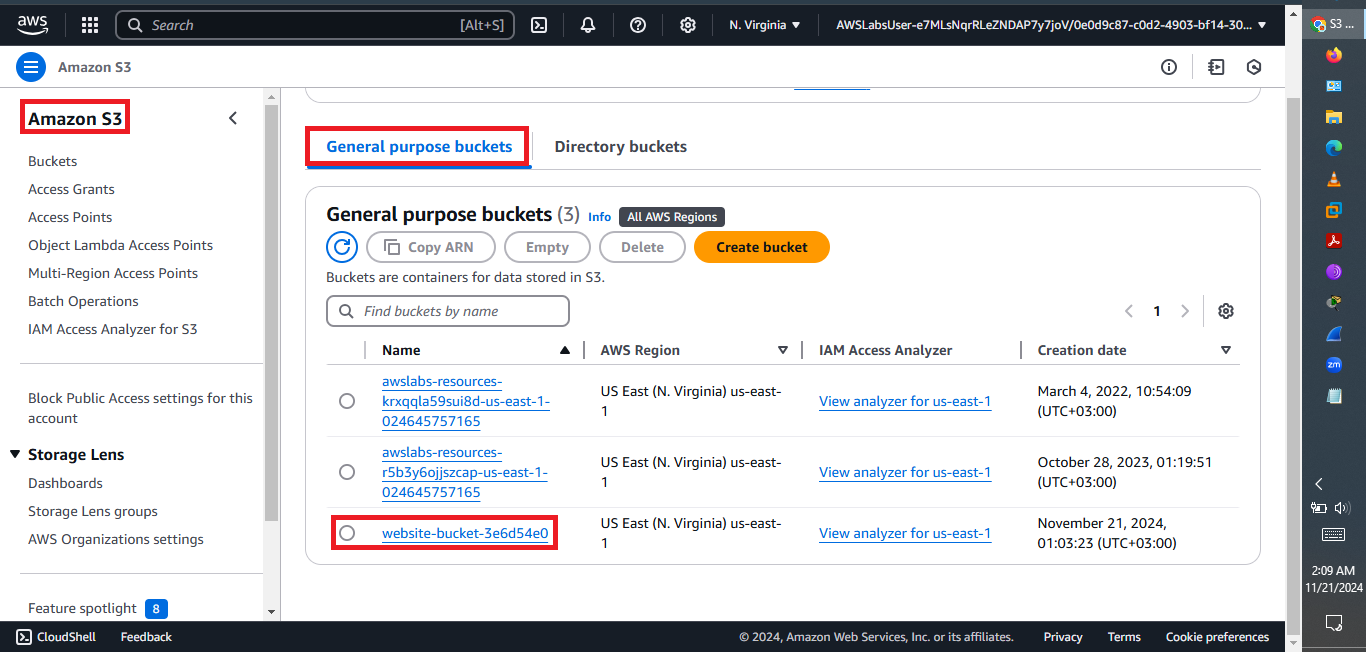 aws
Search
[Alt+S]
N. Virginia
AWSLabsUser-e7MLsNqrRLeZNDAP7y7joV/0e0d9c87-c0d2-4903-bf14-30...
S3 ...
Amazon S3
Amazon S3
Buckets
Access Grants
Access Points
Object Lambda Access Points
Multi-Region Access Points
Batch Operations
IAM Access Analyzer for S3
Block Public Access settings for this
account
Storage Lens
Dashboards
Storage Lens groups
AWS Organizations settings
Feature spotlight 8
General purpose buckets
Directory buckets
General purpose buckets (3) Info All AWS Regions
Copy ARN
Empty
Delete
Create bucket
Buckets are containers for data stored in S3.
Find buckets by name
1
Name
AWS Region
IAM Access Analyzer
Creation date
awslabs-resources-
krxqqla59sui8d-us-east-1-
024645757165
US East (N. Virginia) us-east-
1
View analyzer for us-east-1
March 4, 2022, 10:54:09
(UTC+03:00)
awslabs-resources-
r5b3y6ojjszcap-us-east-1-
024645757165
US East (N. Virginia) us-east-
1
View analyzer for us-east-1
October 28, 2023, 01:19:51
(UTC+03:00)
website-bucket-3e6d54e0
US East (N. Virginia) us-east-
1
View analyzer for us-east-1
November 21, 2024,
01:03:23 (UTC+03:00)
zm
2:09 AM
11/21/2024
CloudShell
Feedback
© 2024, Amazon Web Services, Inc. or its affiliates.
Privacy
Terms
Cookie preferences